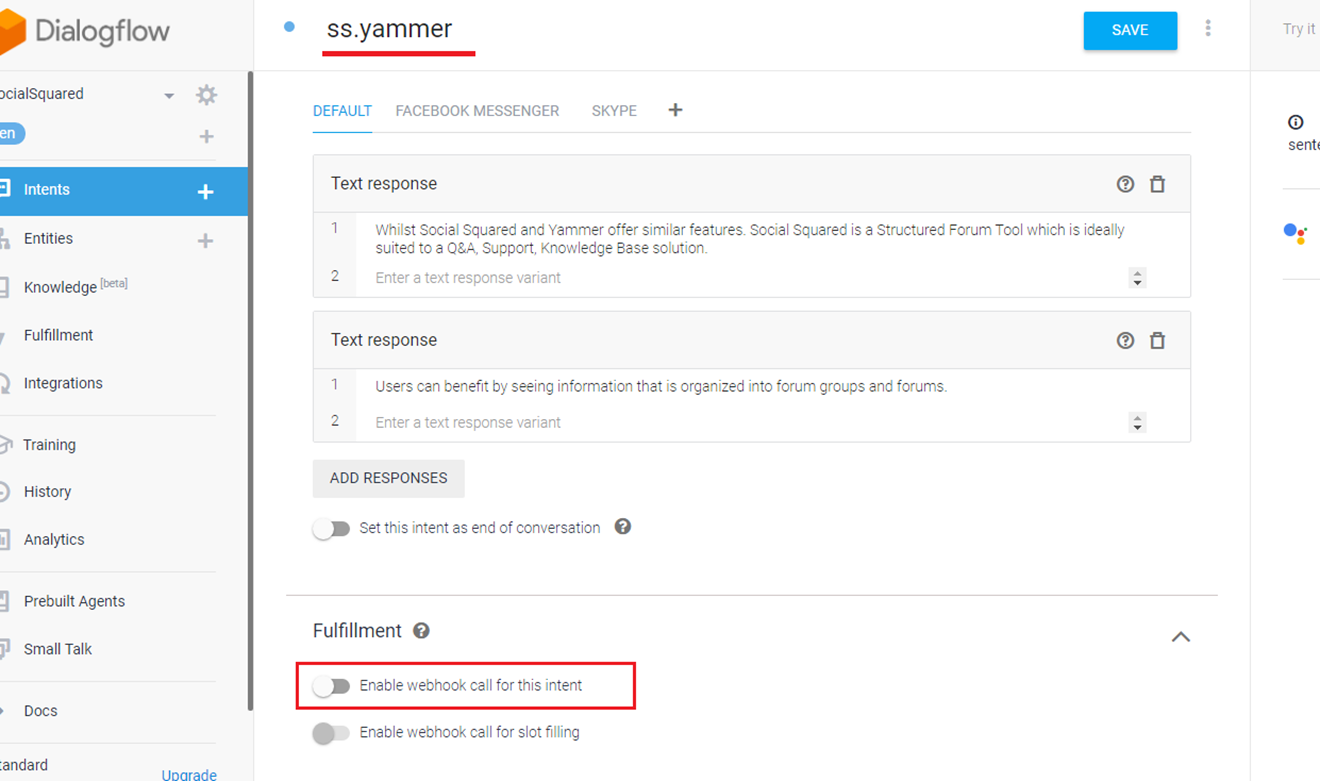 Dialogflow
ss.yammer
SAVE
Try it
ocialSquared
en
DEFAULT
FACEBOOK MESSENGER
SKYPE
Intents
Entities
Knowledge [beta]
Fulfillment
Integrations
Training
History
Analytics
Prebuilt Agents
Small Talk
Docs
tandard
Upgrade
Text response
1
Whilst Social Squared and Yammer offer similar features. Social Squared is a Structured Forum Tool which is ideally
suited to a Q&A, Support, Knowledge Base solution.
2
Enter a text response variant
Text response
1
Users can benefit by seeing information that is organized into forum groups and forums.
2
Enter a text response variant
ADD RESPONSES
Set this intent as end of conversation
Fulfillment
Enable webhook call for this intent
Enable webhook call for slot filling
sente